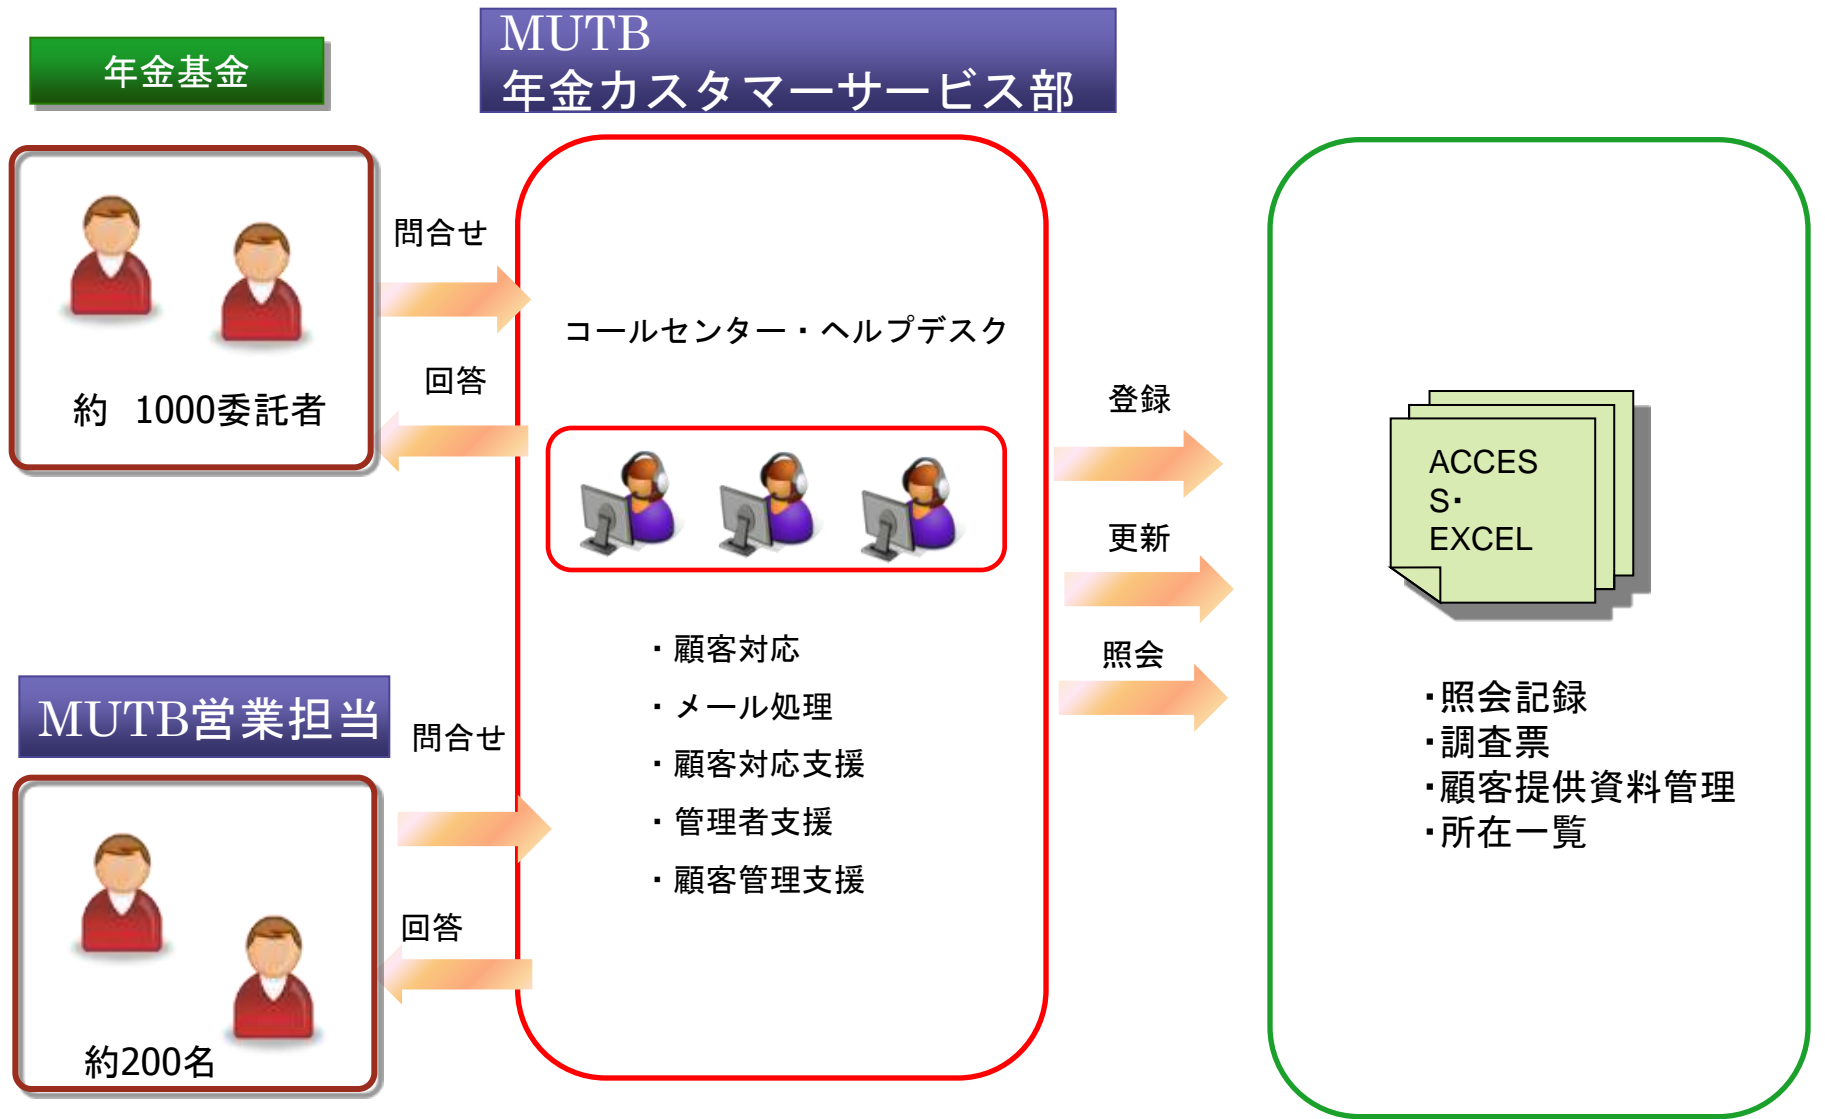 年金基金
MUTB
年金カスタマーサービス部
約　1000委託者
問合せ
回答
コールセンター・ヘルプデスク
・顧客対応
・メール処理
・顧客対応支援
・管理者支援
・顧客管理支援
MUTB営業担当
約200名
問合せ
回答
登録
更新
照会
ACCES
S・
EXCEL
・照会記録
・調査票
・顧客提供資料管理
・所在一覧